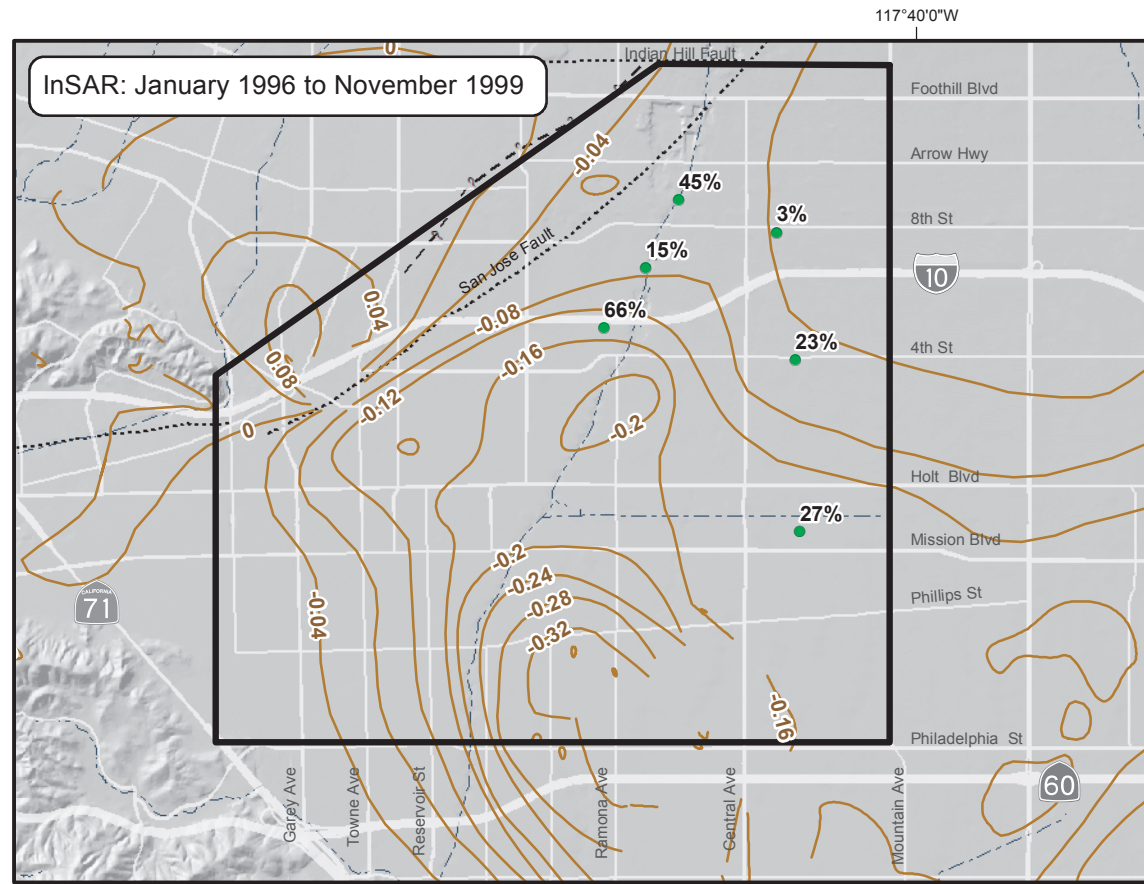 117°40'0"W
0
Indian Hill Fault
InSAR: January 1996 to November 1999
Foothill Blvd
-0.04
Arrow Hwy
45%
3%
8th St
San Jose Fault
15%
10
0.04
-0.08
66%
23%
4th St
0.08
-0.16
-0.12
-0.2
0
Holt Blvd
27%
Mission Blvd
-0.2
-0.24
CALIFORNIA
71
-0.28
Phillips St
-0.04
-0.32
-0.16
Philadelphia St
60
Garey Ave
Towne Ave
Reservoir St
Ramona Ave
Central Ave
Mountain Ave